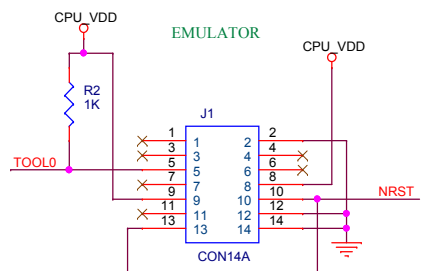 CPU_VDD
EMULATOR
CPU_VDD
R2
1K
J1
1 1 2 2
3 3 4 4
TOOL0 5 5 6 6
7 7 8 8
9 9 10 10 NRST
11 11 12 12
13 13 14 14
CON14A